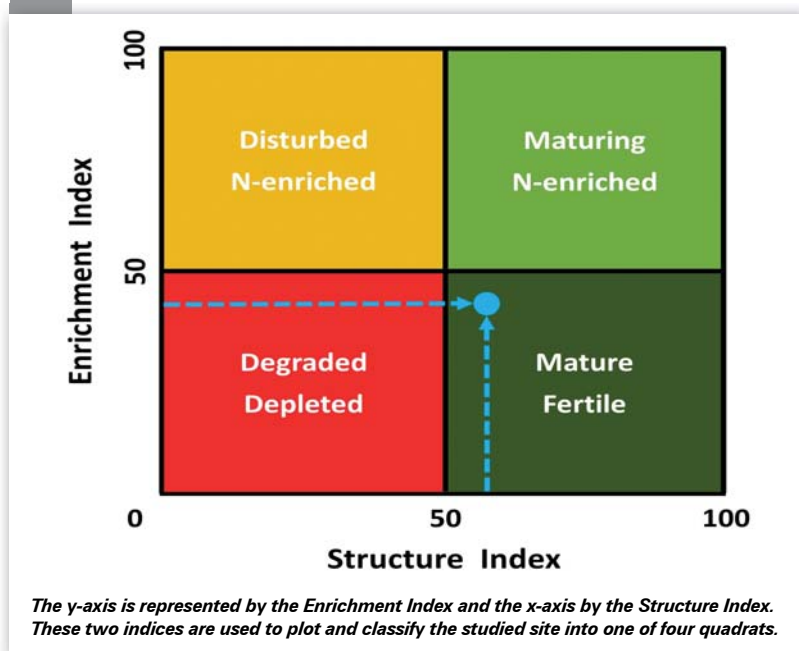 100
Disturbed
N-enriched
Maturing
N-enriched
Enrichment Index
50
Degraded
Depleted
Mature
Fertile
0
50
100
Structure Index
The y-axis is represented by the Enrichment Index and the x-axis by the Structure Index.
These two indices are used to plot and classify the studied site into one of four quadrats.